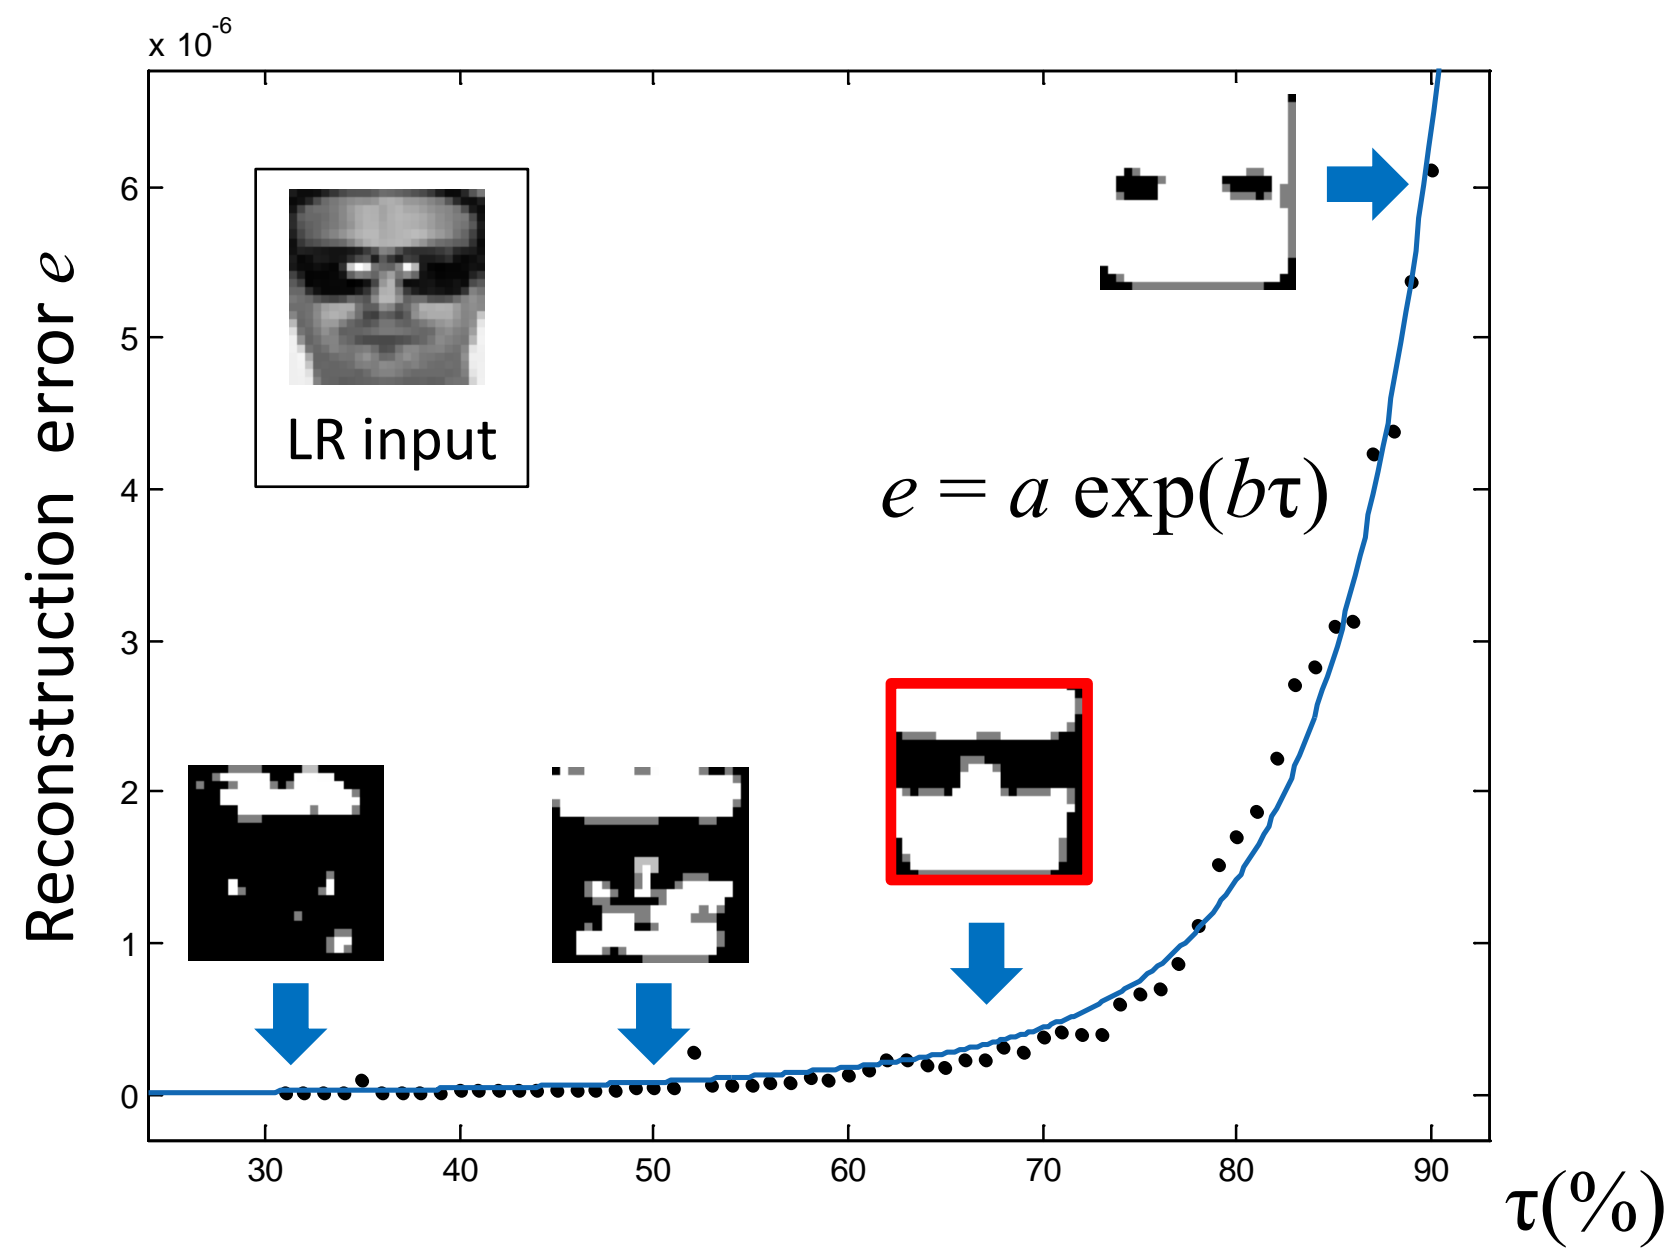 x 10^-6
6
5
4
3
2
1
0
Reconstruction error e
LR input
e = a exp(bτ)
30 40 50 60 70 80 90
τ(%)